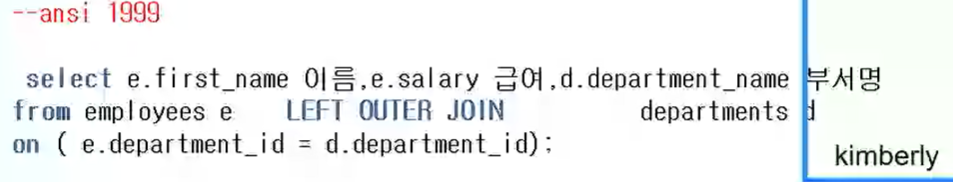 --ansi 1999
select e.first_name 이름,e.salary 급여,d.department_name 부서명
from employees e LEFT OUTER JOIN departments d
on ( e.department_id = d.department_id);
kimberly